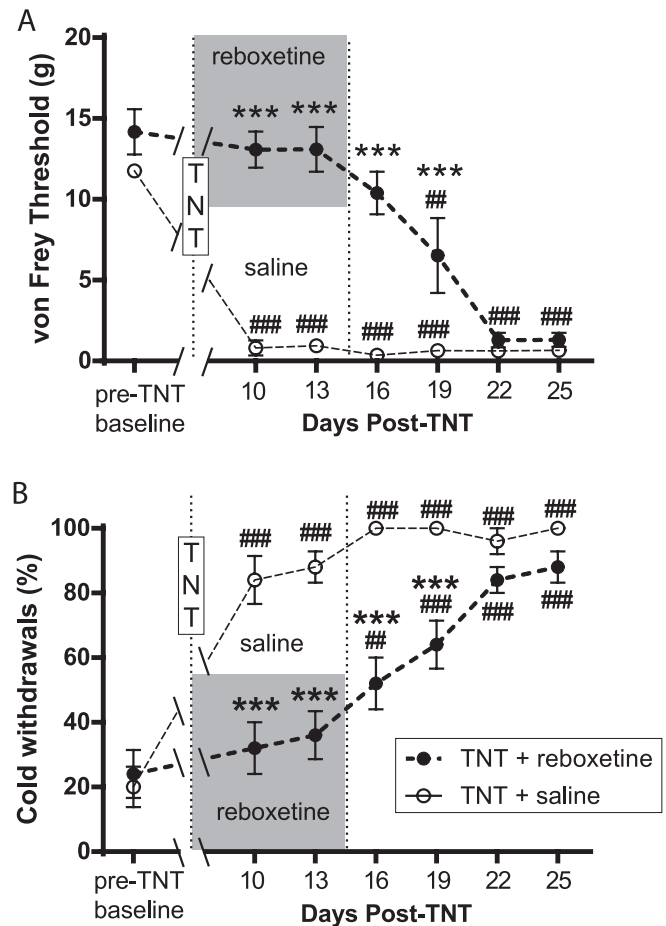 A
von Frey Threshold (g)
20
15
10
5
0
reboxetine
*** ***
***
***
##
T
N
T
saline
### ### ### ### ### ###
pre-TNT
baseline
10 13 16 19 22 25
Days Post-TNT
B
Cold withdrawals (%)
100
80
60
40
20
0
T
N
T
### ### ### ### ### ###
saline
*** ***
***
##
***
###
### ###
reboxetine
TNT + reboxetine
TNT + saline
pre-TNT
baseline
10 13 16 19 22 25
Days Post-TNT